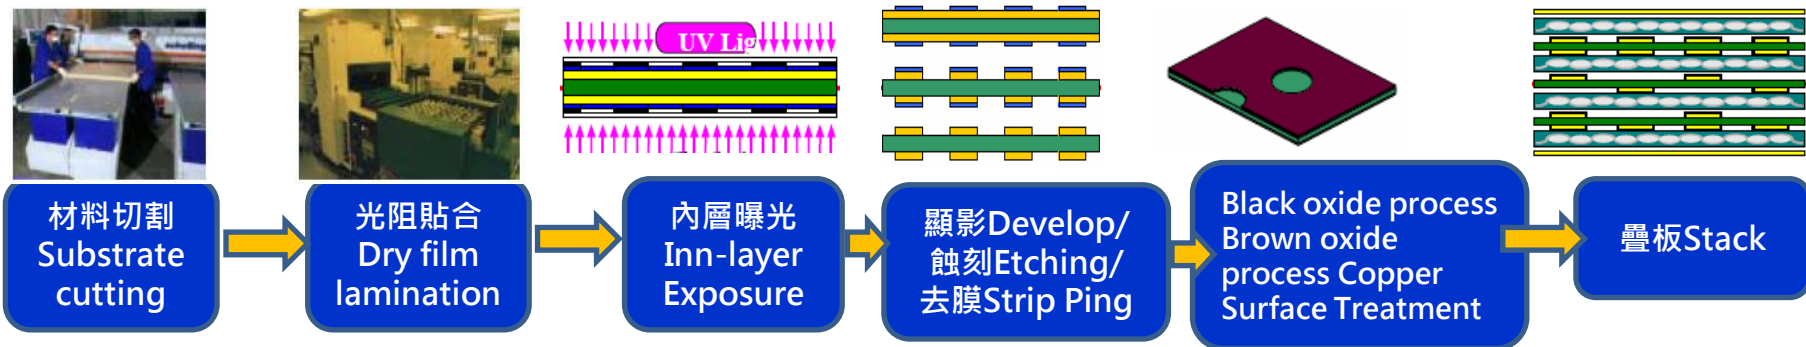 UV Lig
材料切割
Substrate
cutting
光阻貼合
Dry film
lamination
內層曝光
Inn-layer
Exposure
顯影Develop/
蝕刻Etching/
去膜Strip Ping
Black oxide process
Brown oxide
process Copper
Surface Treatment
疊板Stack